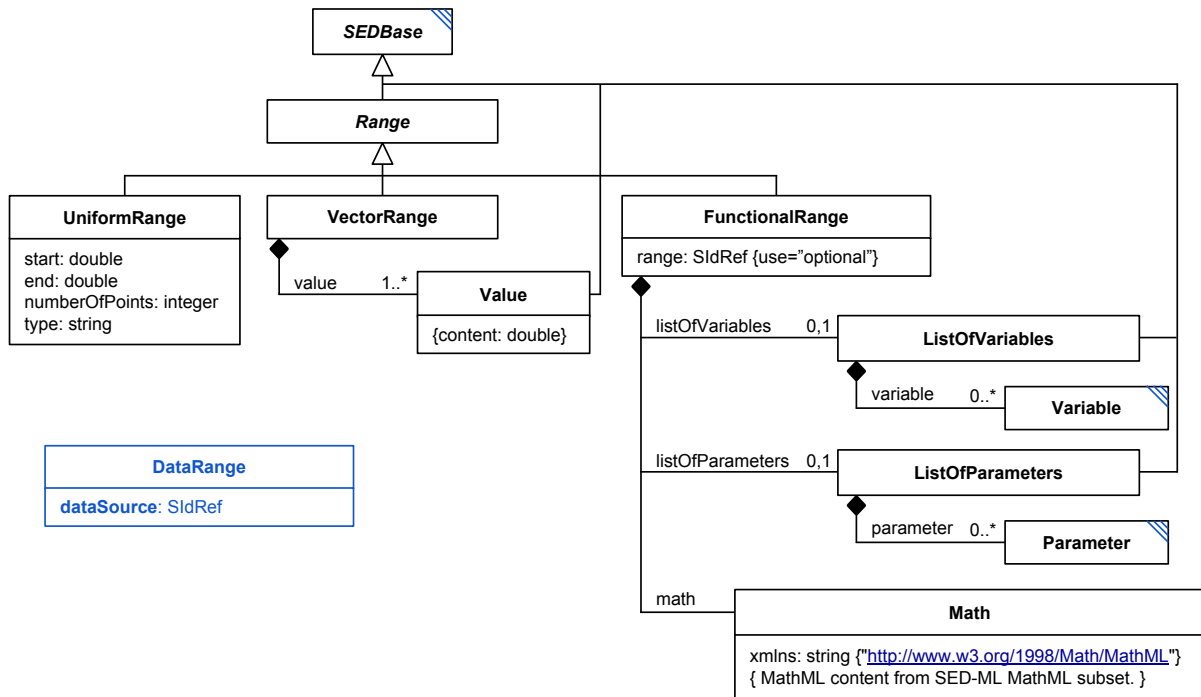 SEDBase
Range
UniformRange
start: double
end: double
numberOfPoints: integer
type: string
VectorRange
value 1..*
Value
{content: double}
FunctionalRange
range: SIdRef {use=”optional”}
listOfVariables 0,1
ListOfVariables
variable 0..*
Variable
listOfParameters 0,1
ListOfParameters
parameter 0..*
Parameter
math
Math
xmlns: string {"http://www.w3.org/1998/Math/MathML"}
{ MathML content from SED-ML MathML subset. }
DataRange
dataSource: SIdRef